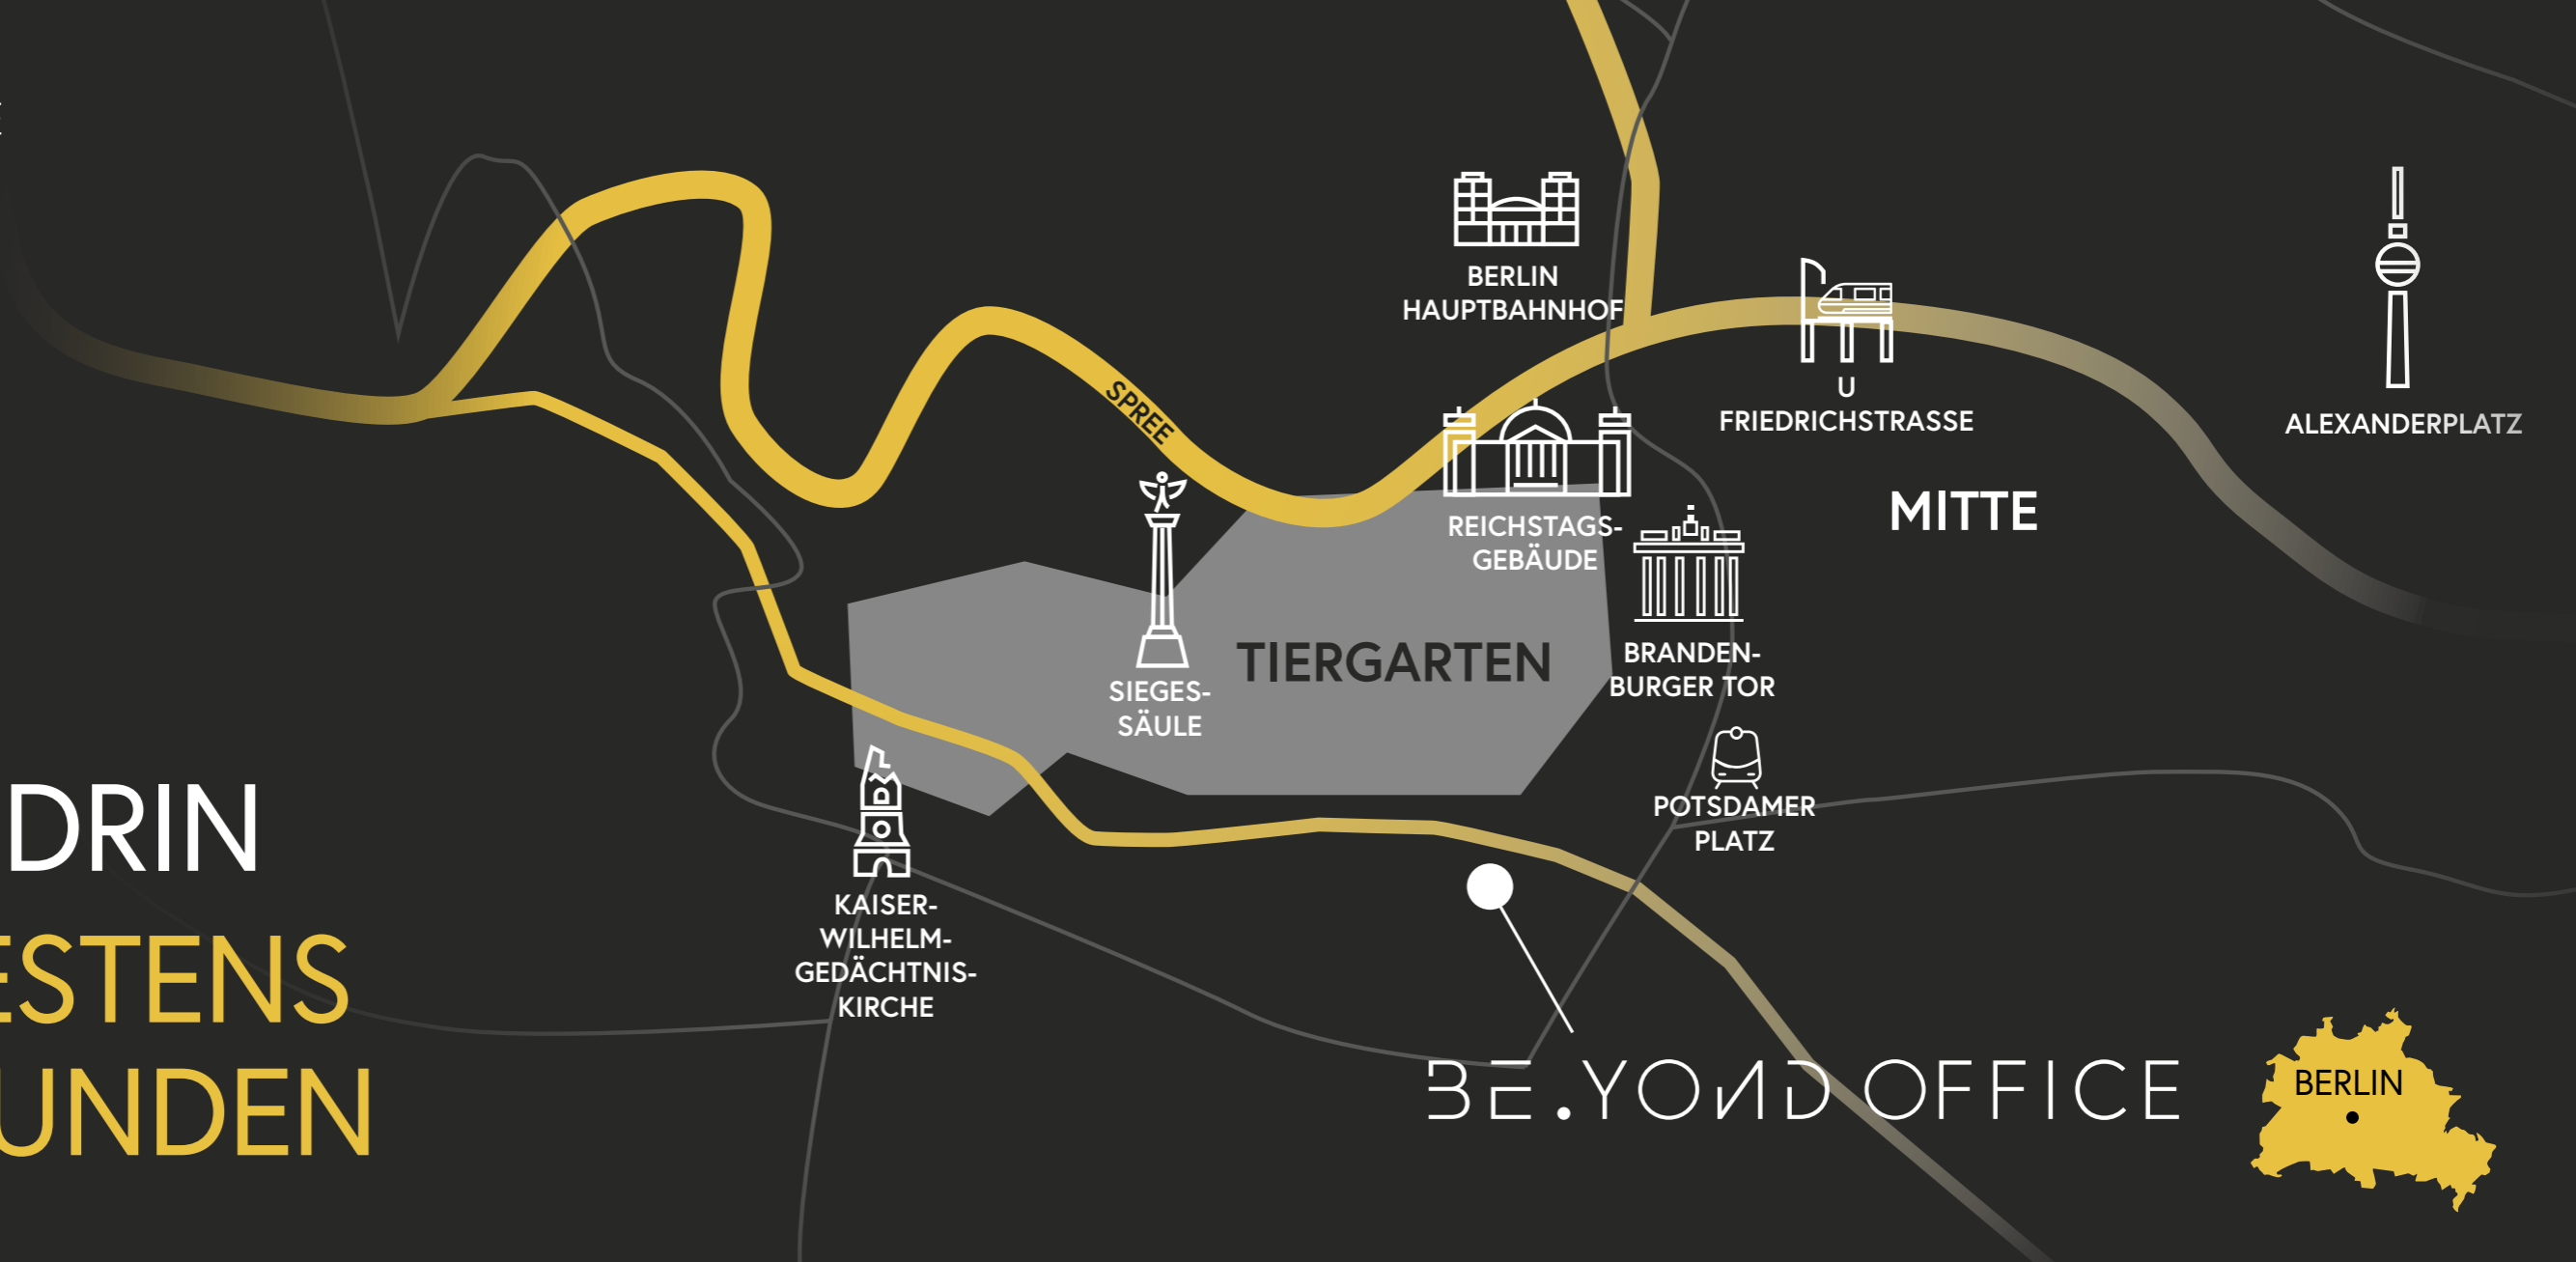 BERLIN
HAUPTBAHNHOF
U
FRIEDRICHSTRASSE
ALEXANDERPLATZ
SPREE
MITTE
REICHSTAGS-
GEBÄUDE
TIERGARTEN
BRANDEN-
BURGER TOR
SIEGES-
SÄULE
POTSDAMER
PLATZ
DRIN
ESTENS
UNDEN
KAISER-
WILHELM-
GEDÄCHTNIS-
KIRCHE
BE.YOND OFFICE
BERLIN